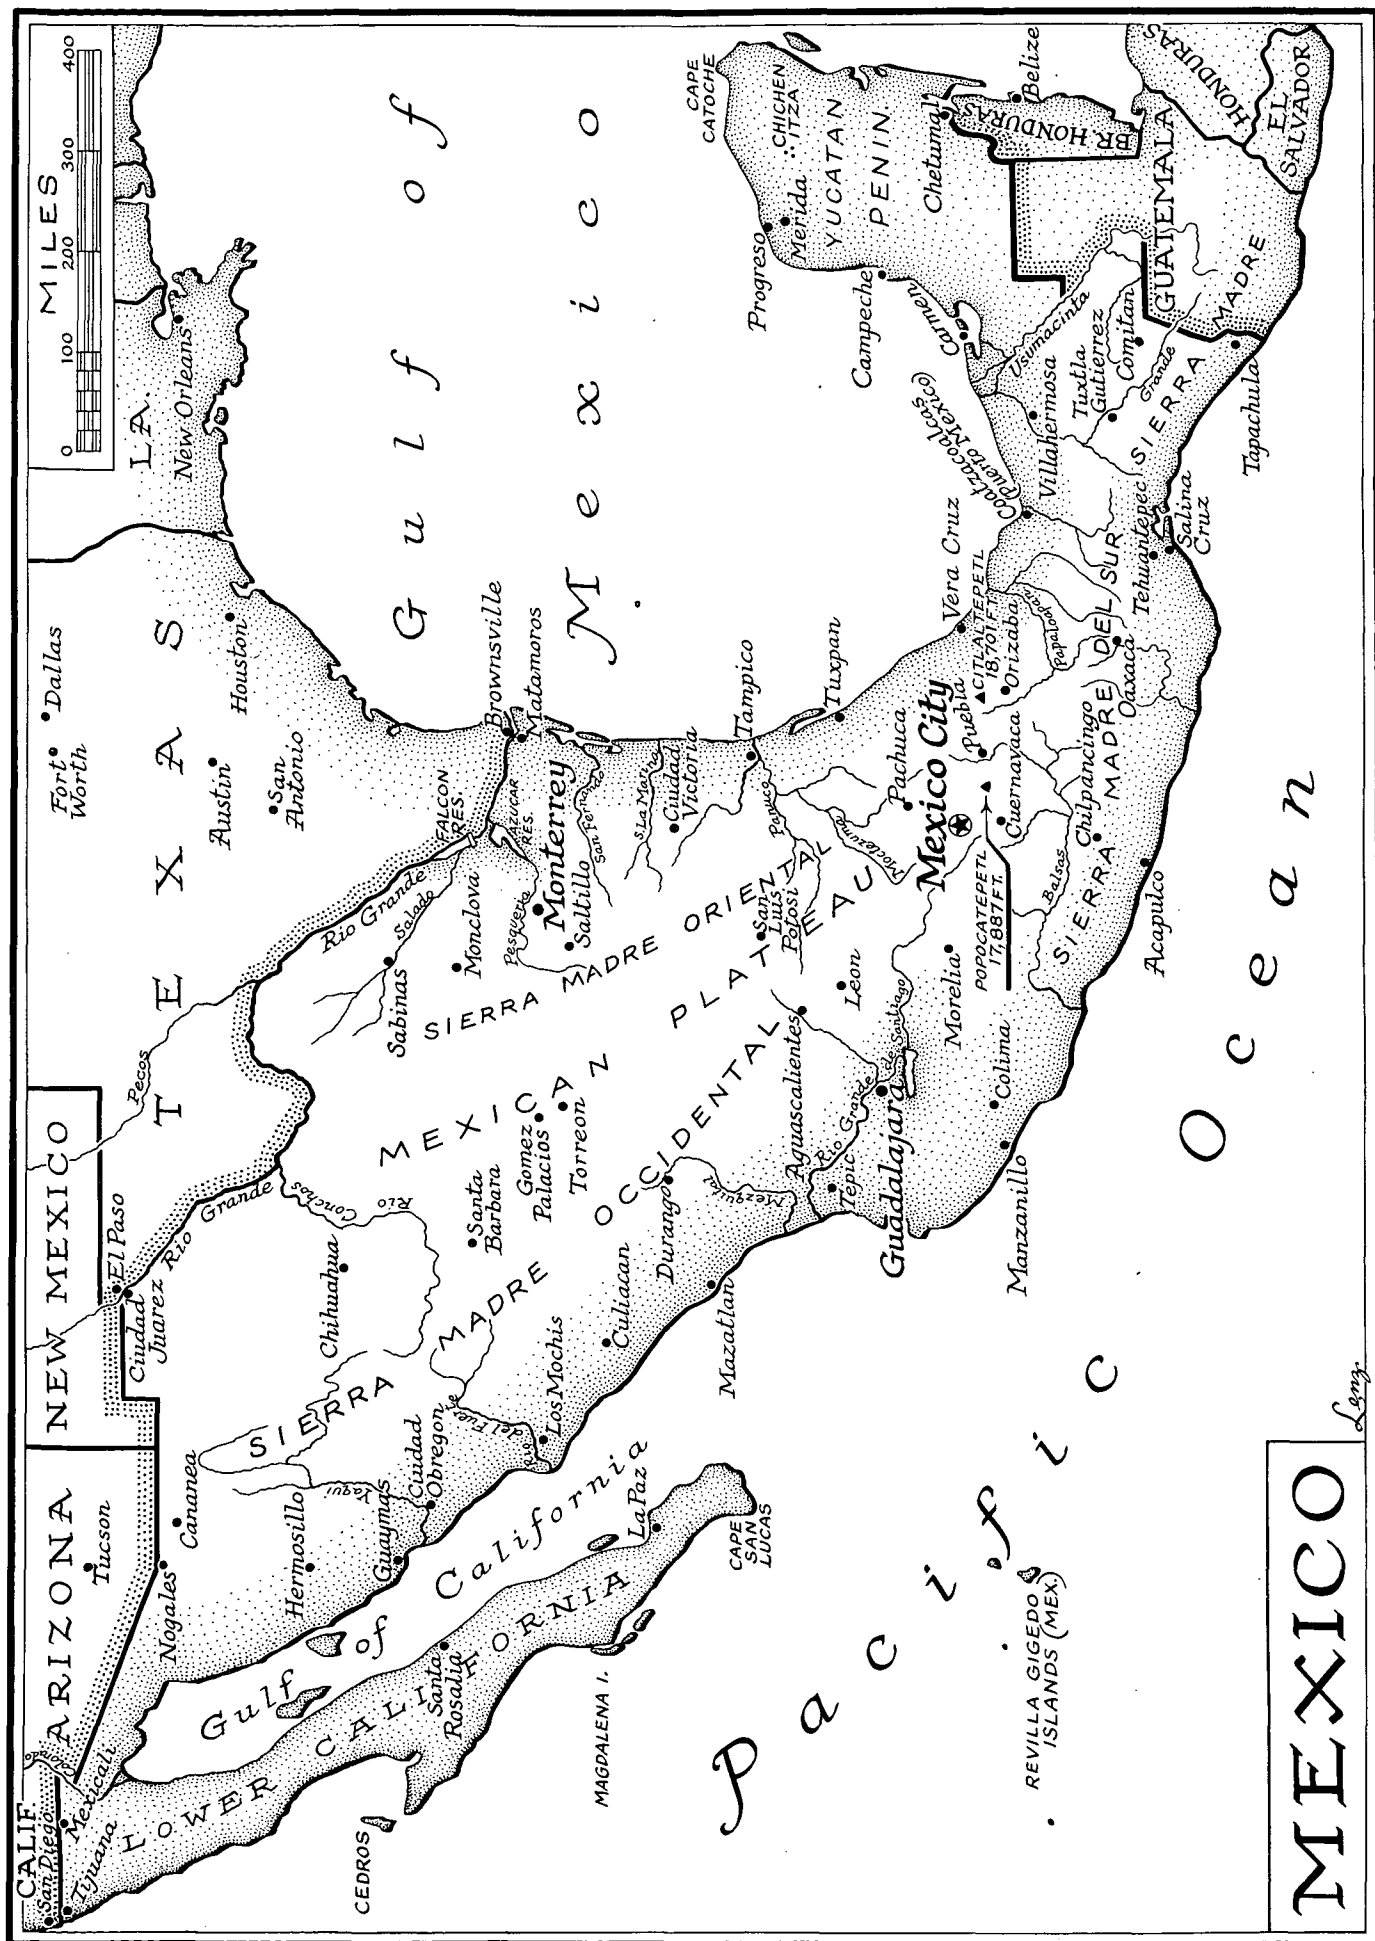 CALIF.
ARIZONA
NEW MEXICO
TEXAS
LA.
MILES
0 100 200 300 400
San Diego
Tijuana
Mexicali
Colorado
Tucson
Nogales
Cananea
El Paso
Ciudad
Juarez
Rio Grande
Pecos
Fort
Worth
Dallas
Austin
San
Antonio
Houston
New Orleans
LOWER CALIFORNIA
Gulf of California
Hermosillo
Guaymas
Yaqui
Ciudad
Obregon
Rio del Fuerte
Los Mochis
SIERRA MADRE OCCIDENTAL
Chihuahua
Rio Conchos
Santa
Barbara
Gomez
Palacios
Torreon
MEXICAN PLATEAU
Sabinas
Salado
Rio Grande
FALCON
RES.
Monclova
AZUCAR
RES.
Pesqueria
Monterrey
Saltillo
San Fernando
Brownsville
Matamoros
SIERRA MADRE ORIENTAL
Gulf of
Mexico
CEDROS
Santa
Rosalia
MAGDALENA I.
La Paz
CAPE
SAN
LUCAS
Culiacan
Durango
Mazatlan
Mezquital
S. La Marina
Ciudad
Victoria
Tampico
Panuco
San
Luis
Potosi
Aguascalientes
Tepic
Rio Grande de Santiago
Guadalajara
Leon
Moctezuma
Pachuca
Tuxpan
Mexico City
Morelia
Colima
Manzanillo
POPOCATEPETL
17,887 FT.
Cuernavaca
Puebla
CITLALTEPETL
18,701 FT.
Orizaba
Vera Cruz
Papaloapan
Balsas
Chilpancingo
SIERRA MADRE DEL SUR
Acapulco
Oaxaca
Tehuantepec
Salina
Cruz
Coatzacoalcas
(Puerto Mexico)
Villahermosa
Carmen
Campeche
Progreso
Merida
CHICHEN
ITZA
CAPE
CATOCHE
YUCATAN
PENIN.
Chetumal
BR. HONDURAS
Belize
Usumacinta
Tuxtla
Gutierrez
Comitan
Grande
SIERRA MADRE
Tapachula
GUATEMALA
HONDURAS
EL
SALVADOR
Pacific Ocean
REVILLA GIGEDO
ISLANDS (MEX.)
MEXICO
Lenz